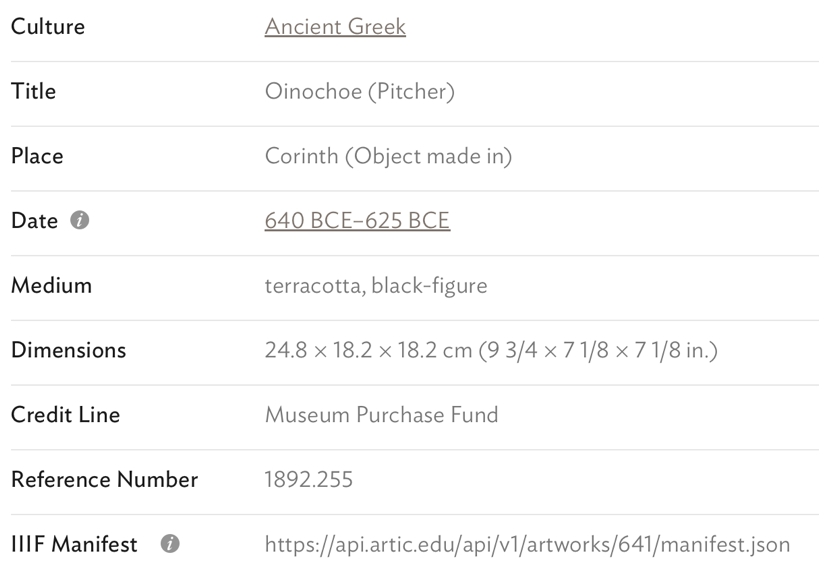 Culture Ancient Greek
Title Oinochoe (Pitcher)
Place Corinth (Object made in)
Date i 640 BCE–625 BCE
Medium terracotta, black-figure
Dimensions 24.8 × 18.2 × 18.2 cm (9 3/4 × 7 1/8 × 7 1/8 in.)
Credit Line Museum Purchase Fund
Reference Number 1892.255
IIIF Manifest i https://api.artic.edu/api/v1/artworks/641/manifest.json